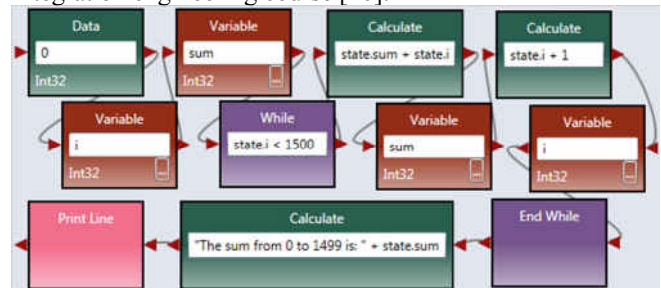 Data
0
Int32
Variable
sum
Int32
Calculate
state.sum + state.i
Calculate
state.i + 1
Variable
i
Int32
While
state.i < 1500
Variable
sum
Int32
Variable
i
Int32
Print Line
Calculate
"The sum from 0 to 1499 is: " + state.sum
End While